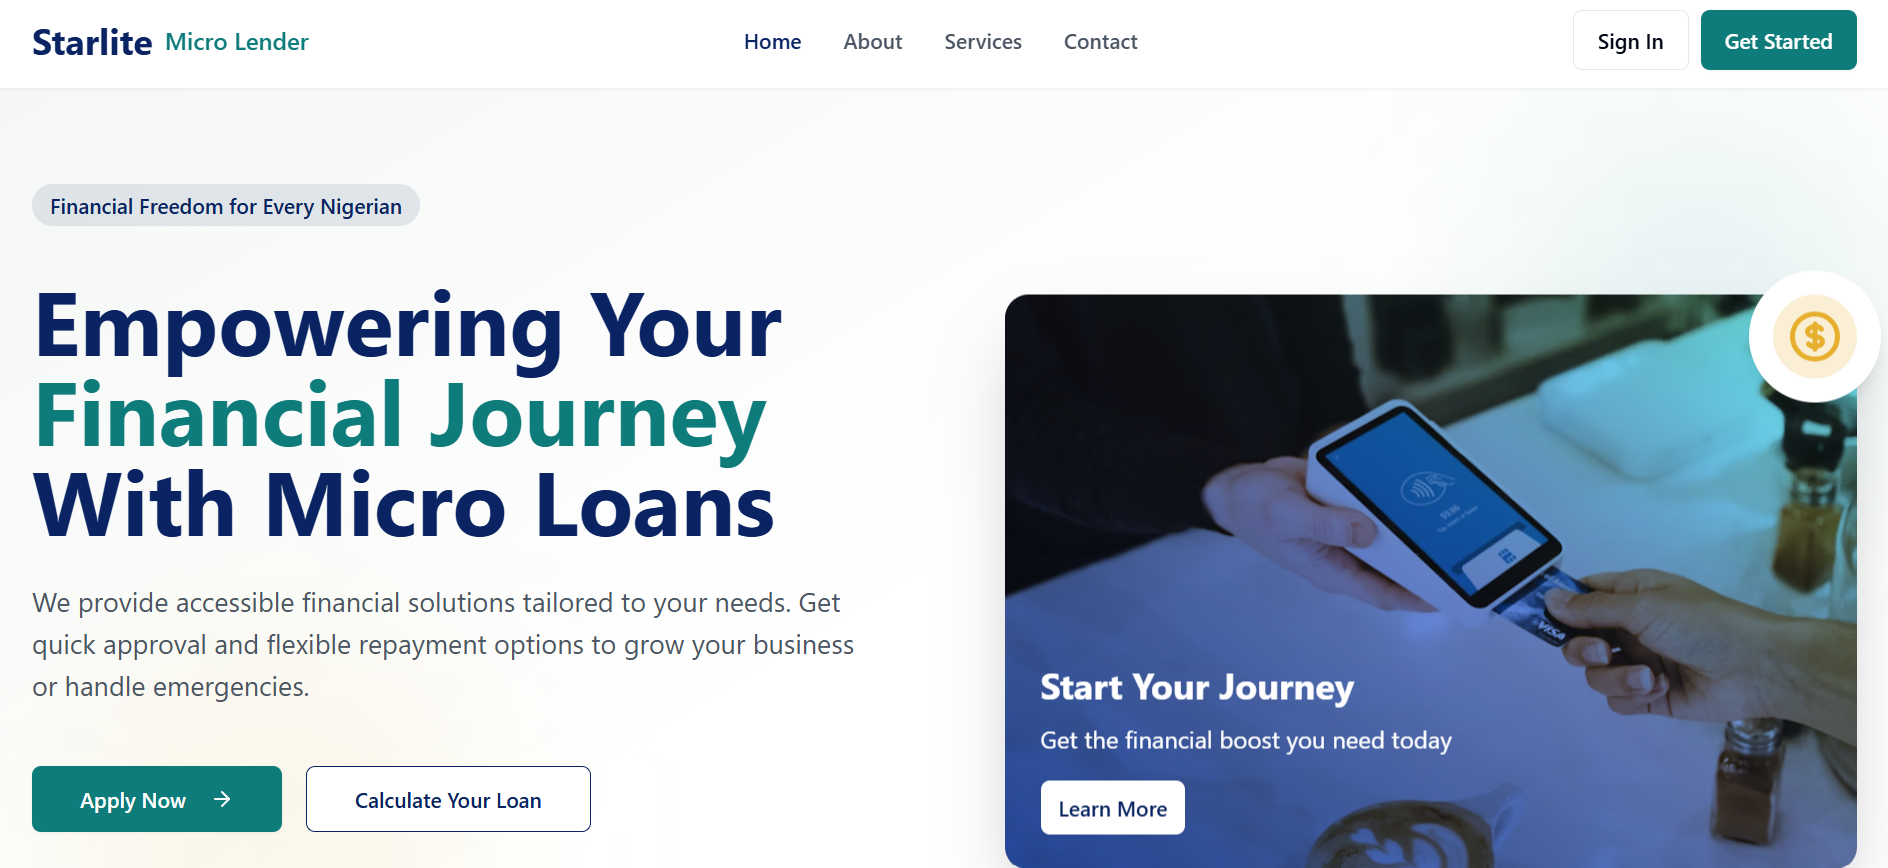 Starlite Micro Lender
Home
About
Services
Contact
Sign In
Get Started
Financial Freedom for Every Nigerian
Empowering Your
Financial Journey
With Micro Loans
We provide accessible financial solutions tailored to your needs. Get
quick approval and flexible repayment options to grow your business
or handle emergencies.
Apply Now
Calculate Your Loan
$
VISA
Start Your Journey
Get the financial boost you need today
Learn More